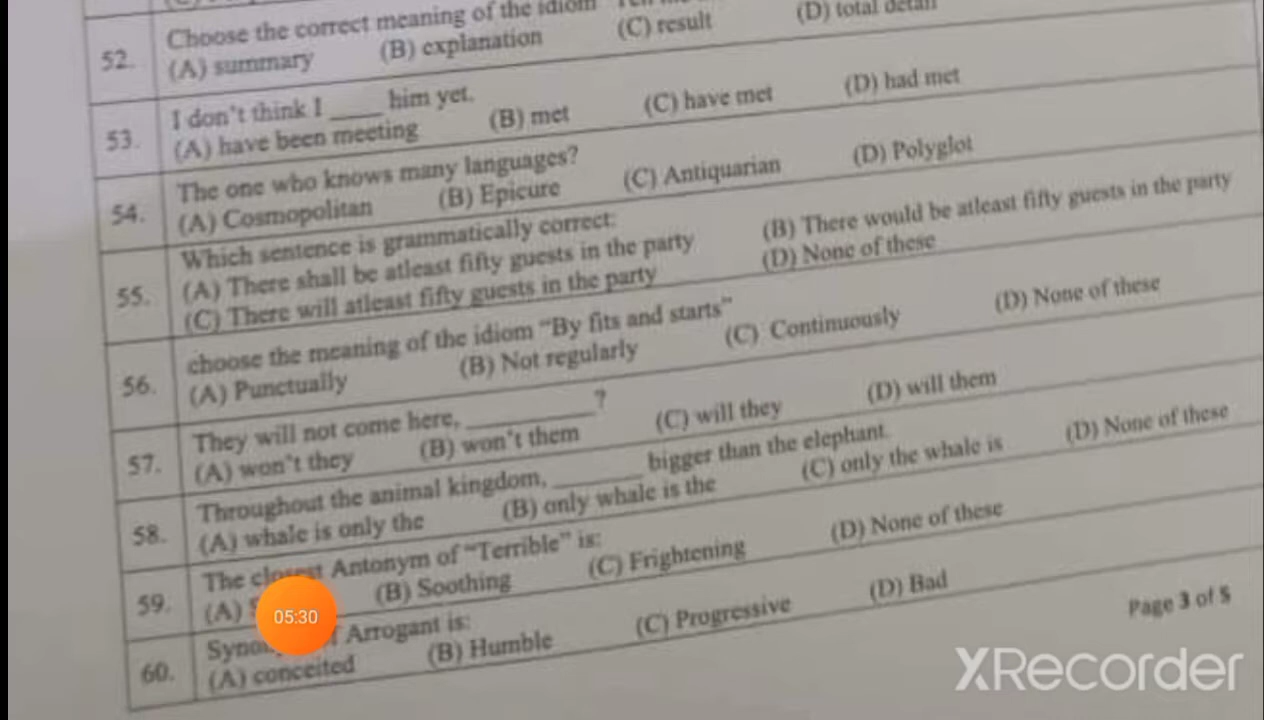 52. Choose the correct meaning of the idiom
(A) summary (B) explanation (C) result (D) total detail
53. I don't think I ____ him yet.
(A) have been meeting (B) met (C) have met (D) had met
54. The one who knows many languages?
(A) Cosmopolitan (B) Epicure (C) Antiquarian (D) Polyglot
55. Which sentence is grammatically correct:
(A) There shall be atleast fifty guests in the party (B) There would be atleast fifty guests in the party
(C) There will atleast fifty guests in the party (D) None of these
56. choose the meaning of the idiom "By fits and starts"
(A) Punctually (B) Not regularly (C) Continuously (D) None of these
57. They will not come here, __________?
(A) won't they (B) won't them (C) will they (D) will them
58. Throughout the animal kingdom, _______ bigger than the elephant.
(A) whale is only the (B) only whale is the (C) only the whale is (D) None of these
59. The closest Antonym of "Terrible" is:
(A) (B) Soothing (C) Frightening (D) None of these
60. Arrogant is:
(A) conceited (B) Humble (C) Progressive (D) Bad
05:30
Page 3 of 5
XRecorder